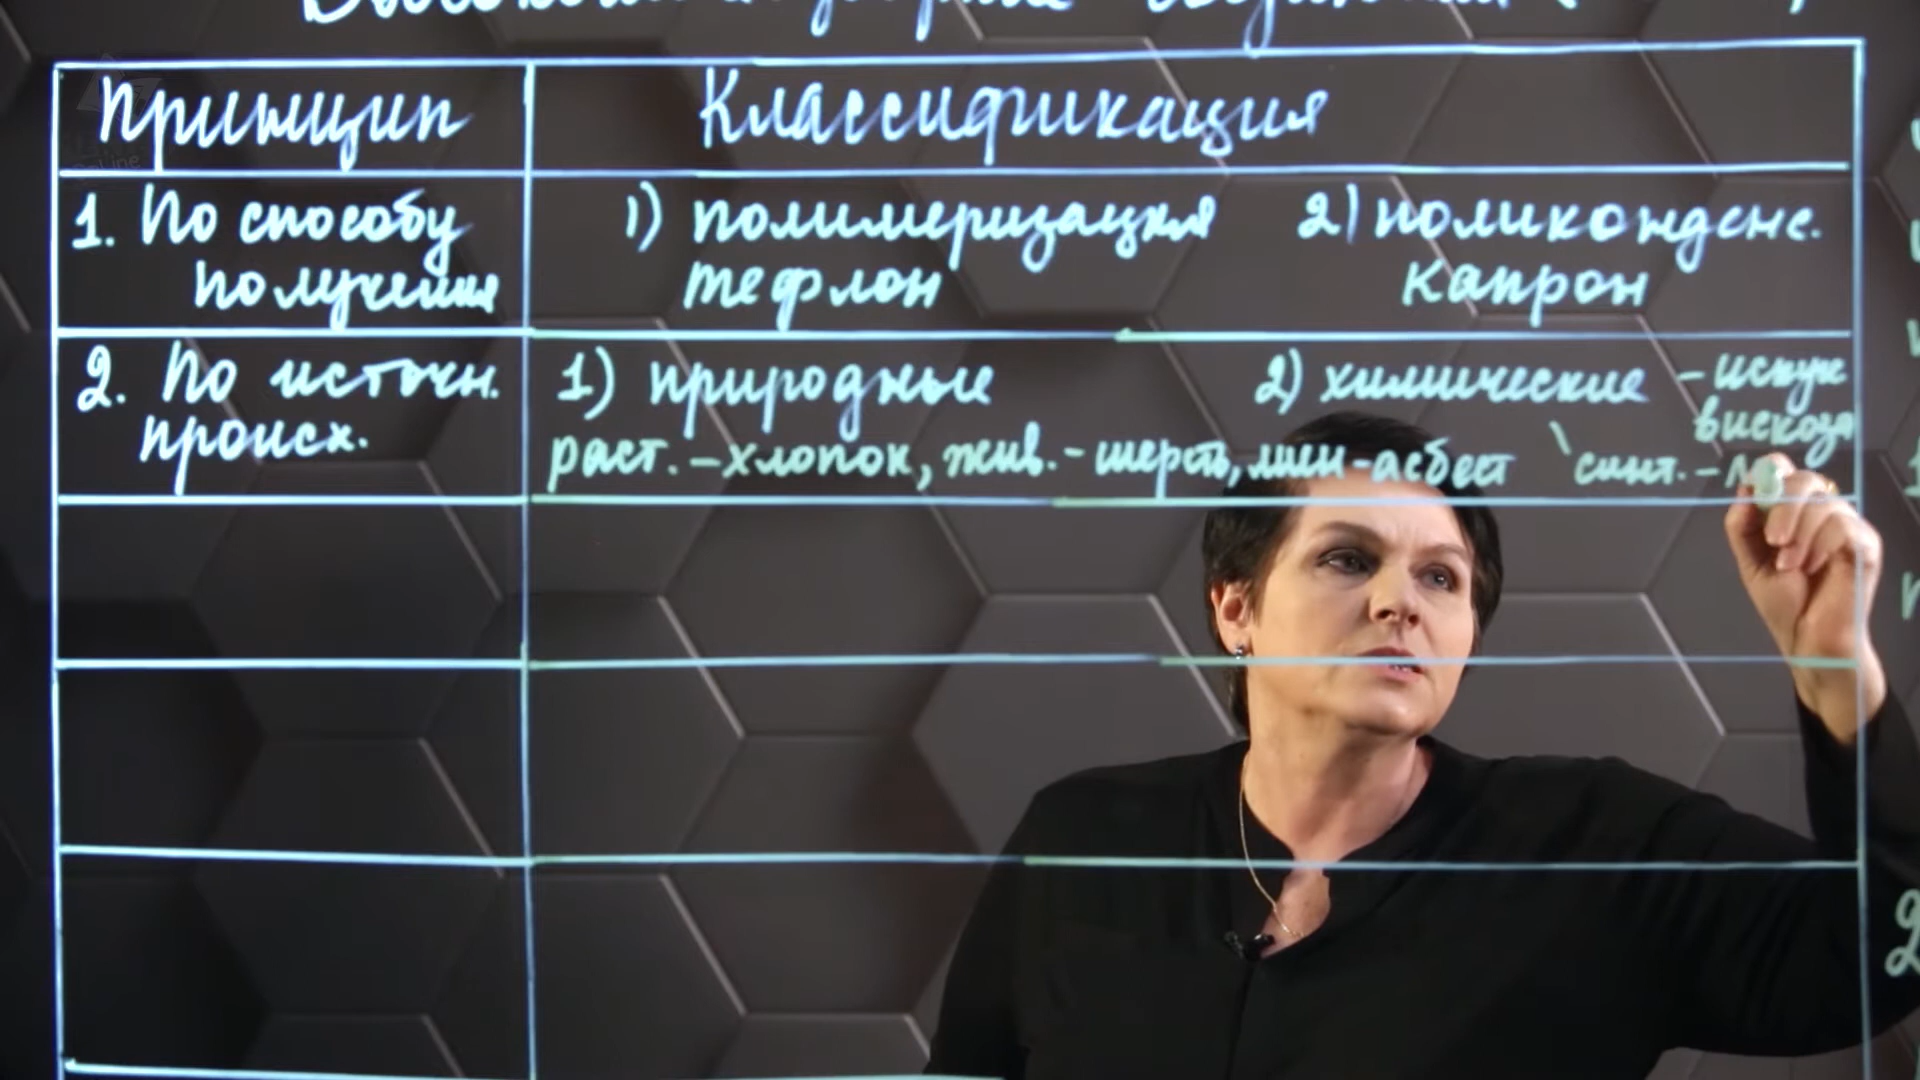 Принцип
Классификация
1. По способу
получения
1) полимеризация
тефлон
2) поликонденс.
капрон
2. По источн.
происх.
1) природные
раст. – хлопок, жив. – шерсть, мин – асбест
2) химические – искус
вискоза
синт. –